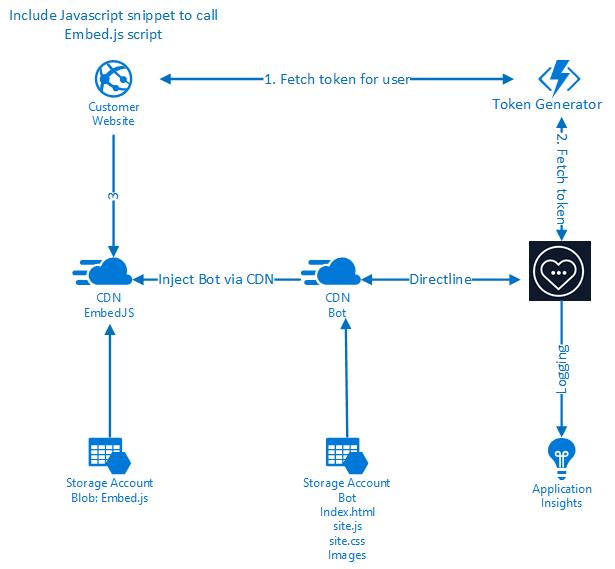 Include Javascript snippet to call
Embed.js script
1. Fetch token for user
Customer
Website
Token Generator
2. Fetch token
3
Inject Bot via CDN
Directline
CDN
EmbedJS
CDN
Bot
Logging
Storage Account
Blob: Embed.js
Storage Account
Bot
Index.html
site.js
site.css
Images
Application
Insights